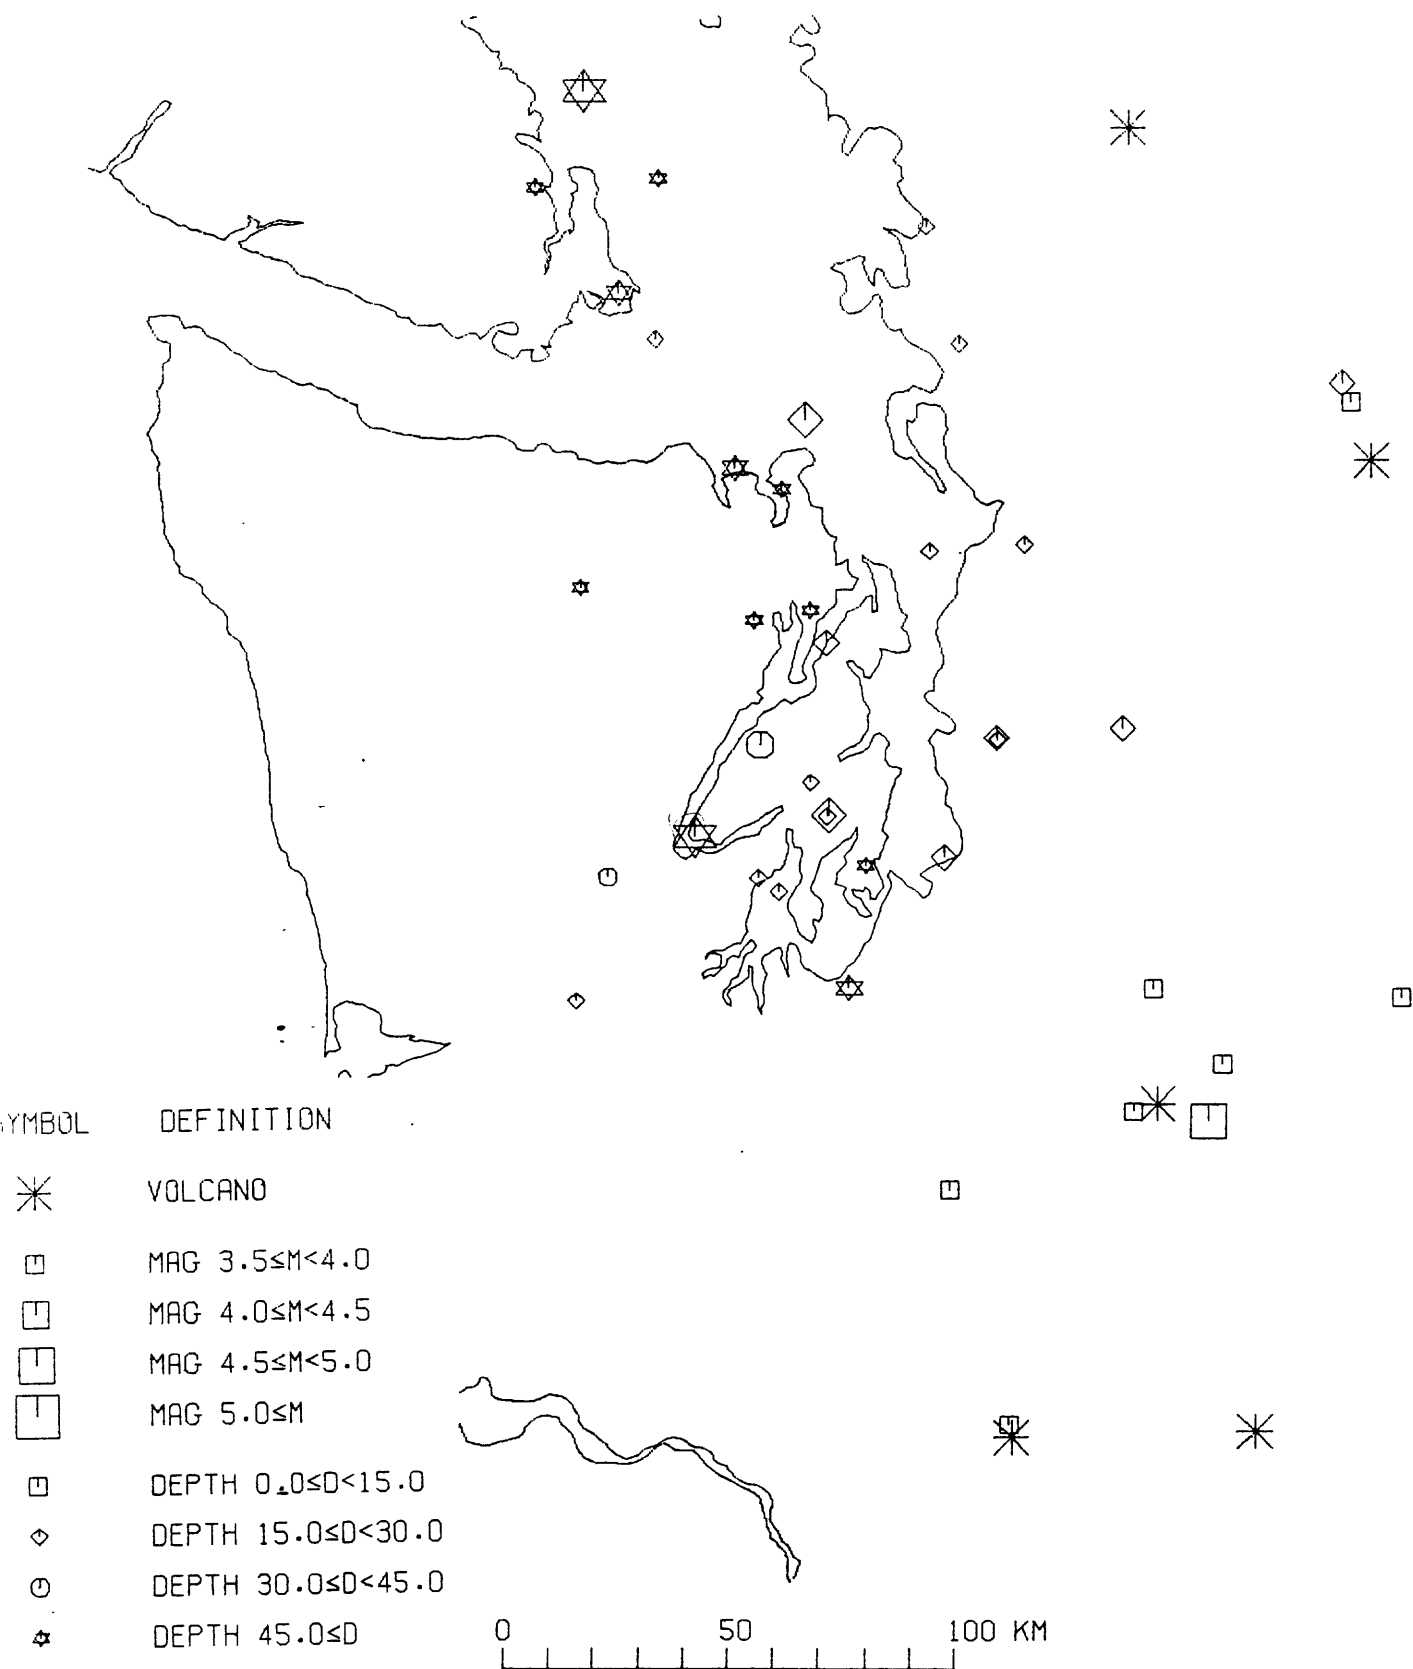 YMBOL DEFINITION
VOLCANO
MAG 3.5≤M<4.0
MAG 4.0≤M<4.5
MAG 4.5≤M<5.0
MAG 5.0≤M
DEPTH 0.0≤D<15.0
DEPTH 15.0≤D<30.0
DEPTH 30.0≤D<45.0
DEPTH 45.0≤D
0 50 100 KM